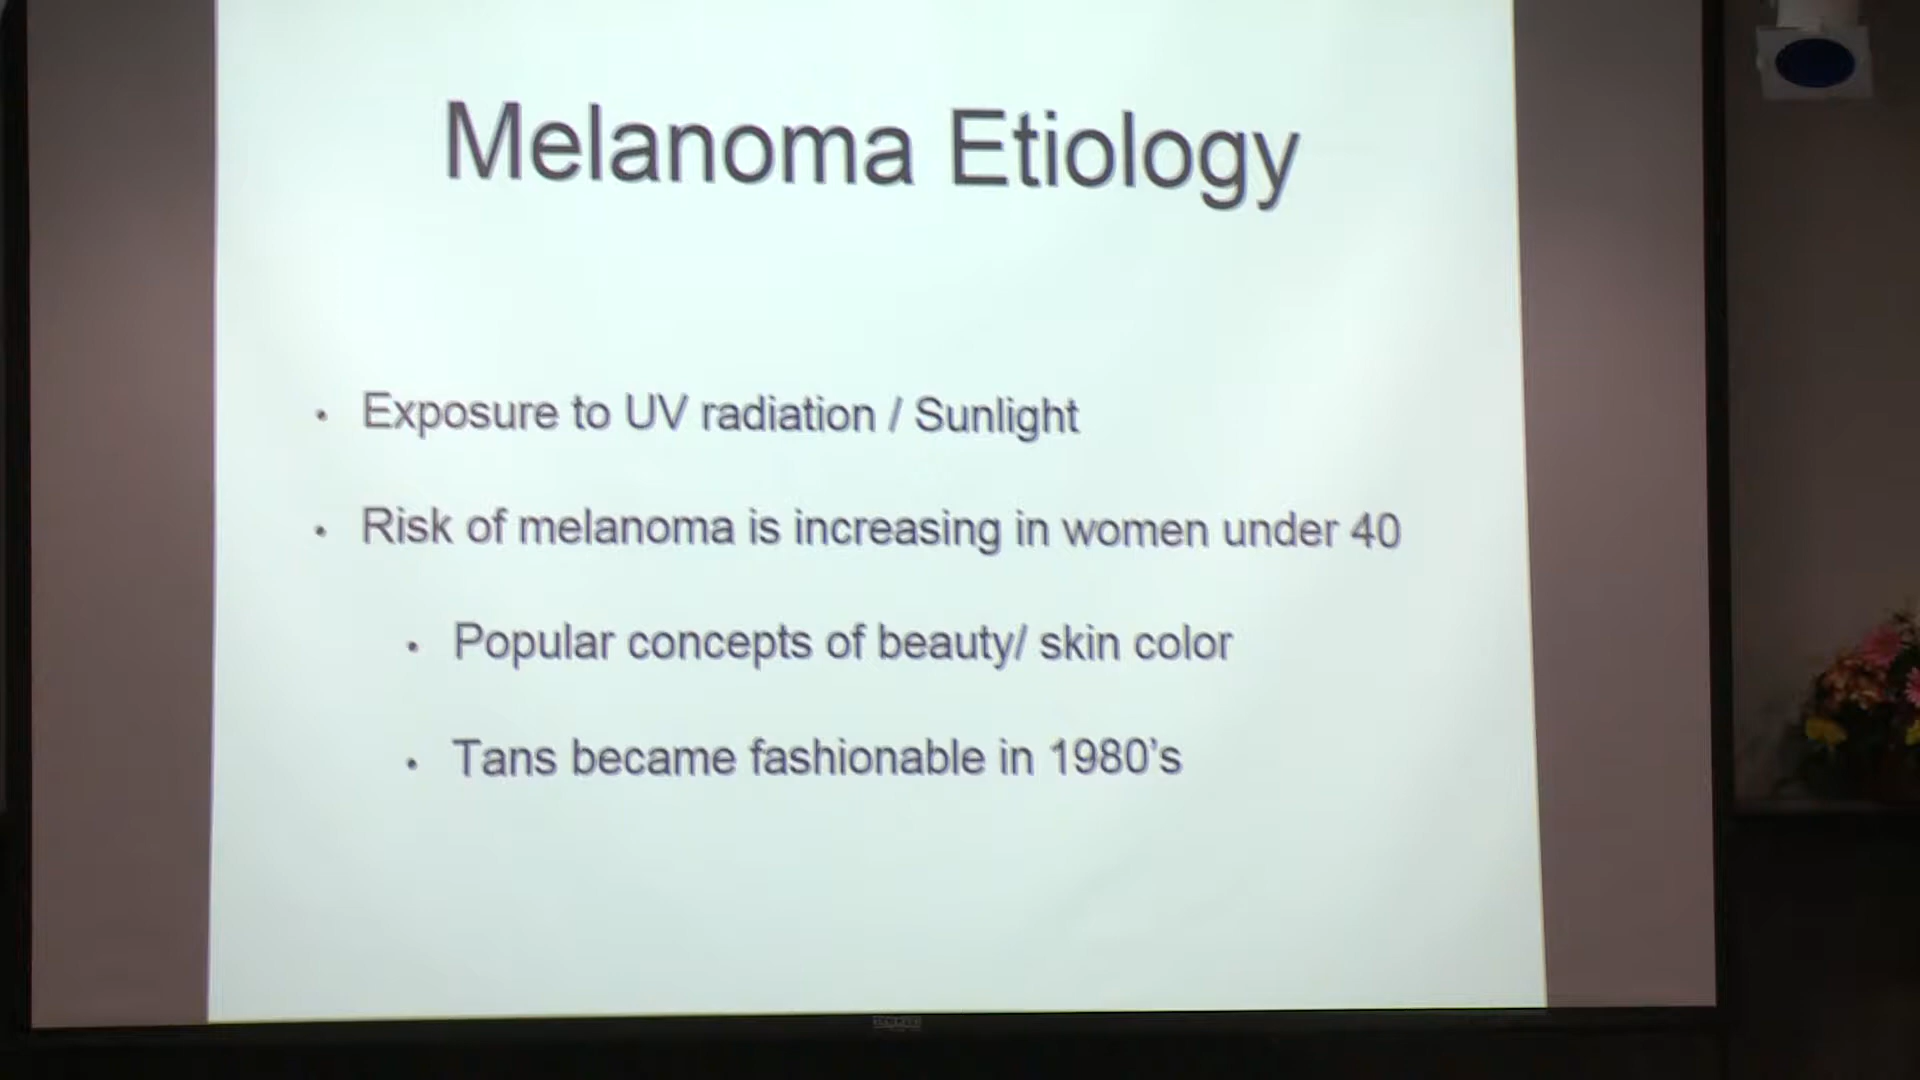 Melanoma Etiology
• Exposure to UV radiation / Sunlight
• Risk of melanoma is increasing in women under 40
• Popular concepts of beauty/ skin color
• Tans became fashionable in 1980's